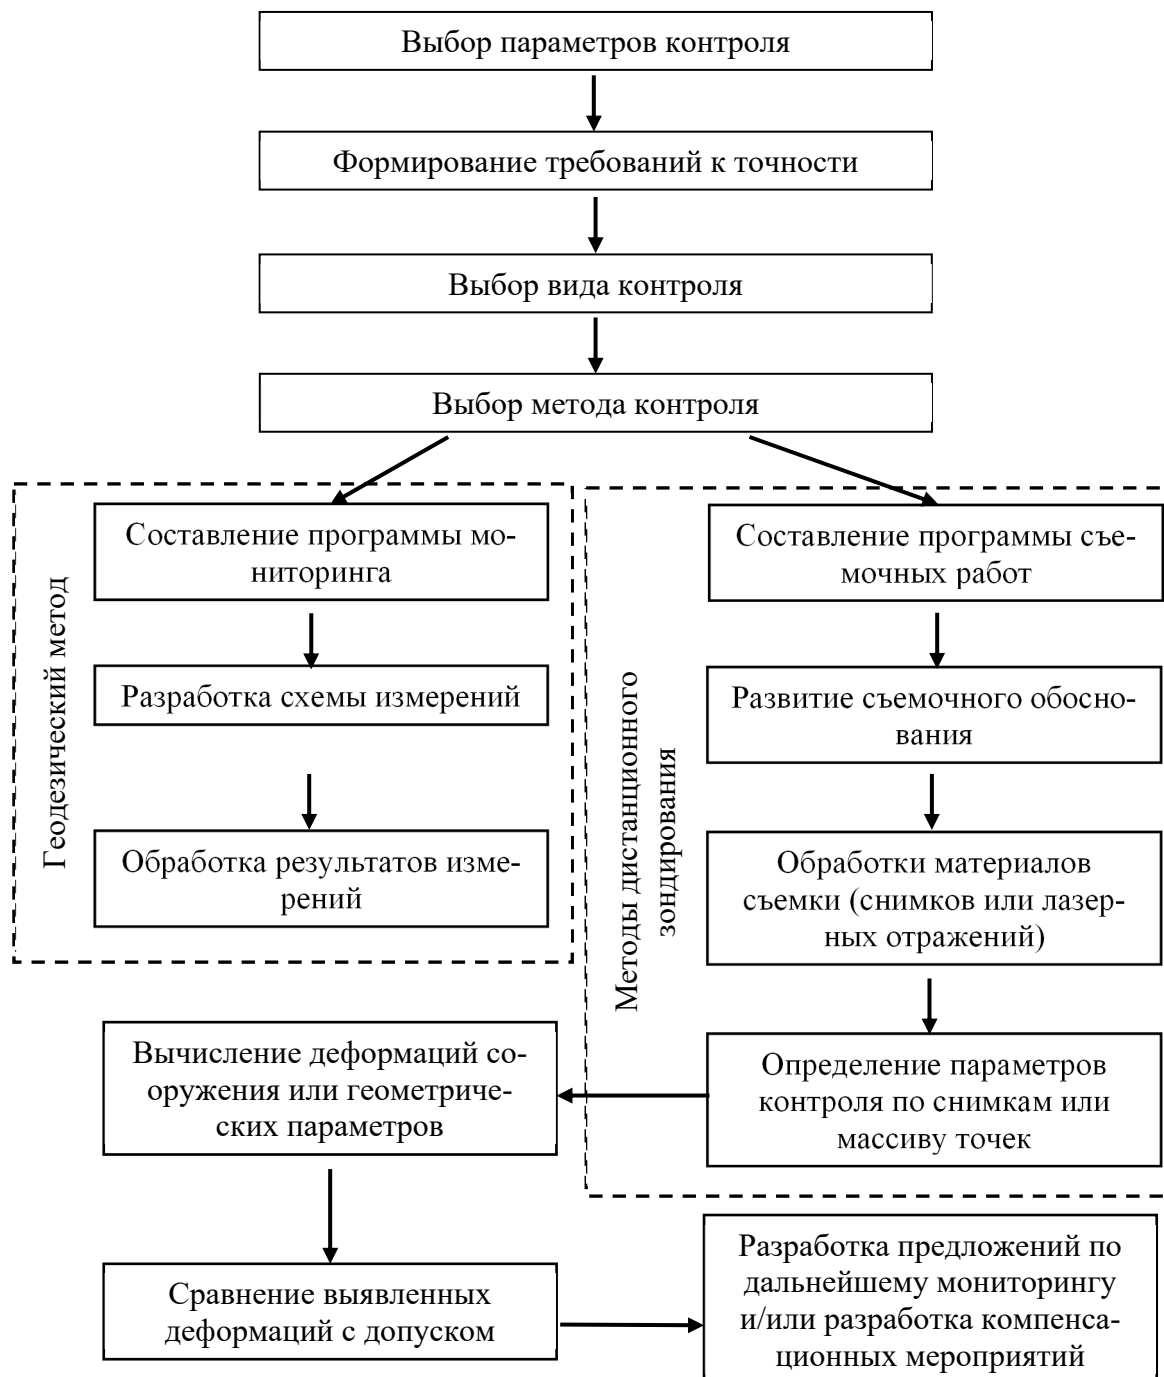 Выбор параметров контроля
Формирование требований к точности
Выбор вида контроля
Выбор метода контроля
Геодезический метод
Составление программы мо-
ниторинга
Разработка схемы измерений
Обработка результатов изме-
рений
Методы дистанционного
зондирования
Составление программы съе-
мочных работ
Развитие съемочного обосно-
вания
Обработки материалов
съемки (снимков или лазер-
ных отражений)
Определение параметров
контроля по снимкам или
массиву точек
Вычисление деформаций со-
оружения или геометриче-
ских параметров
Сравнение выявленных
деформаций с допуском
Разработка предложений по
дальнейшему мониторингу
и/или разработка компенса-
ционных мероприятий